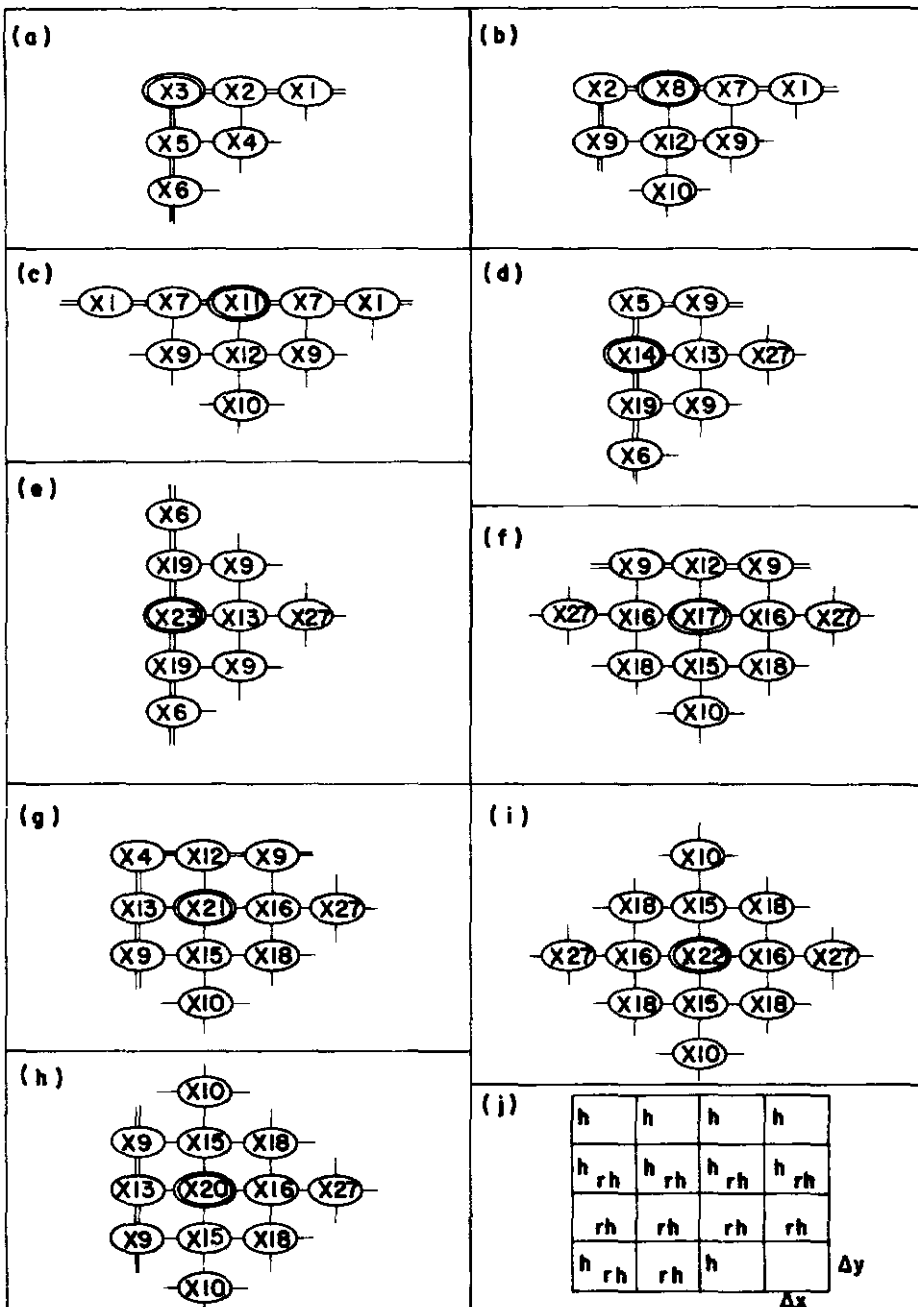 (a)
X3 X2 X1
X5 X4
X6
(b)
X2 X8 X7 X1
X9 X12 X9
X10
(c)
X1 X7 X11 X7 X1
X9 X12 X9
X10
(d)
X5 X9
X14 X13 X27
X19 X9
X6
(e)
X6
X19 X9
X23 X13 X27
X19 X9
X6
(f)
X9 X12 X9
X27 X16 X17 X16 X27
X18 X15 X18
X10
(g)
X4 X12 X9
X13 X21 X16 X27
X9 X15 X18
X10
(i)
X10
X18 X15 X18
X27 X16 X22 X16 X27
X18 X15 X18
X10
(h)
X10
X9 X15 X18
X13 X20 X16 X27
X9 X15 X18
X10
(j)
h h h h
h rh h rh h rh h rh
rh rh rh rh
h rh rh h Δy
Δx